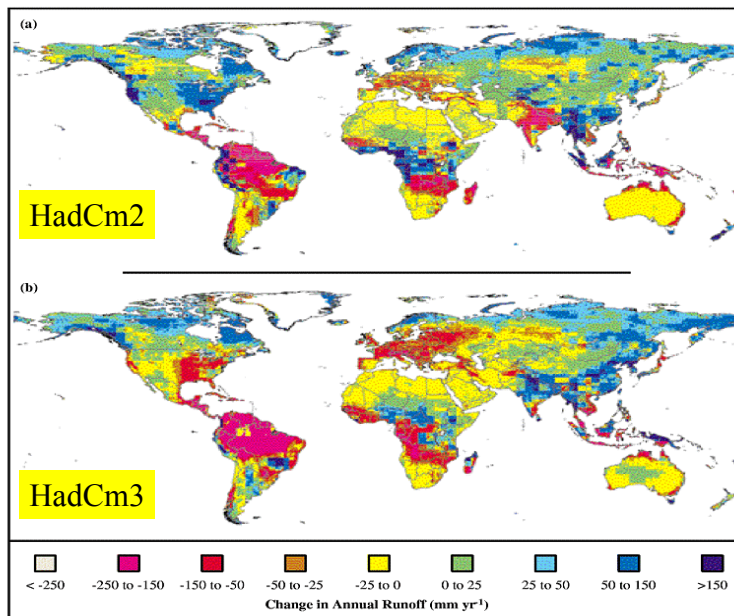 (a)
HadCm2
(b)
HadCm3
< -250 -250 to -150 -150 to -50 -50 to -25 -25 to 0 0 to 25 25 to 50 50 to 150 >150
Change in Annual Runoff (mm yr⁻¹)